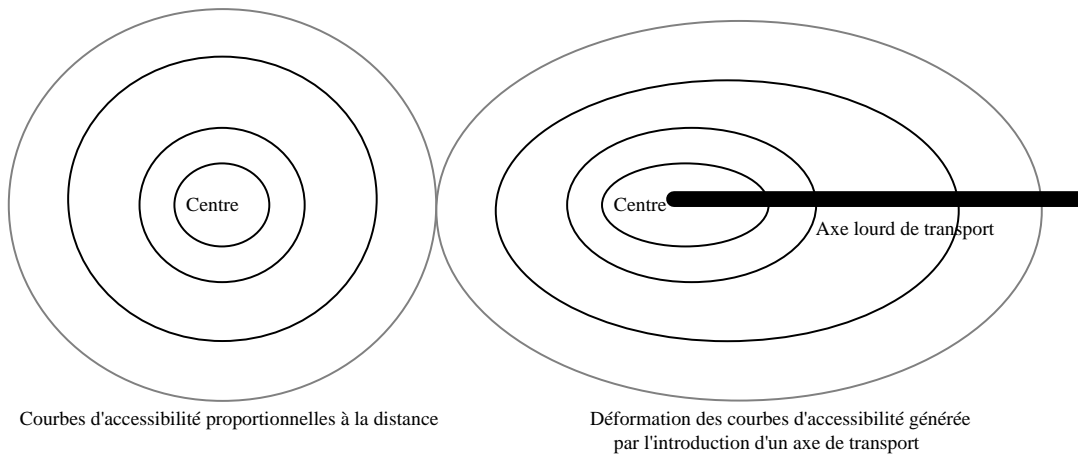 Centre
Courbes d'accessibilité proportionnelles à la distance
Centre
Axe lourd de transport
Déformation des courbes d'accessibilité générée
par l'introduction d'un axe de transport